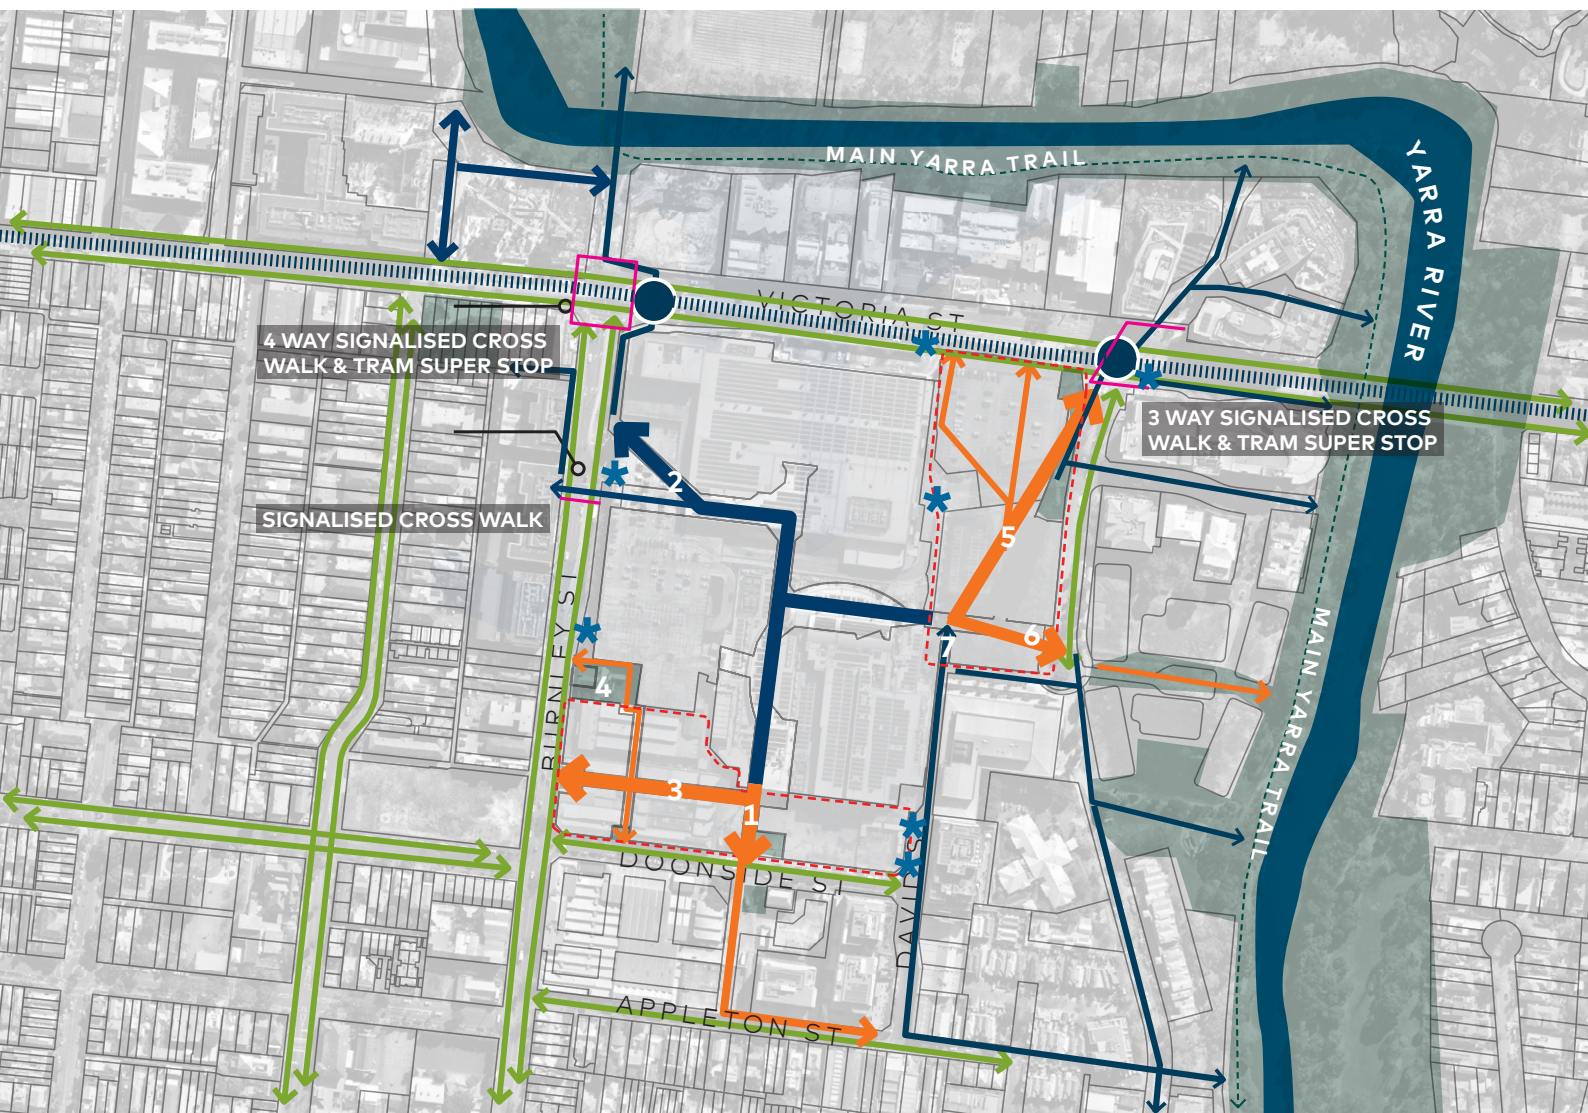 MAIN YARRA TRAIL
YARRA RIVER
VICTORIA ST
4 WAY SIGNALISED CROSS
WALK & TRAM SUPER STOP
3 WAY SIGNALISED CROSS
WALK & TRAM SUPER STOP
2
SIGNALISED CROSS WALK
5
BURNLEY ST
6
7
4
MAIN YARRA TRAIL
3
1
DOONSIDE ST
DAVIDS
APPLETON ST